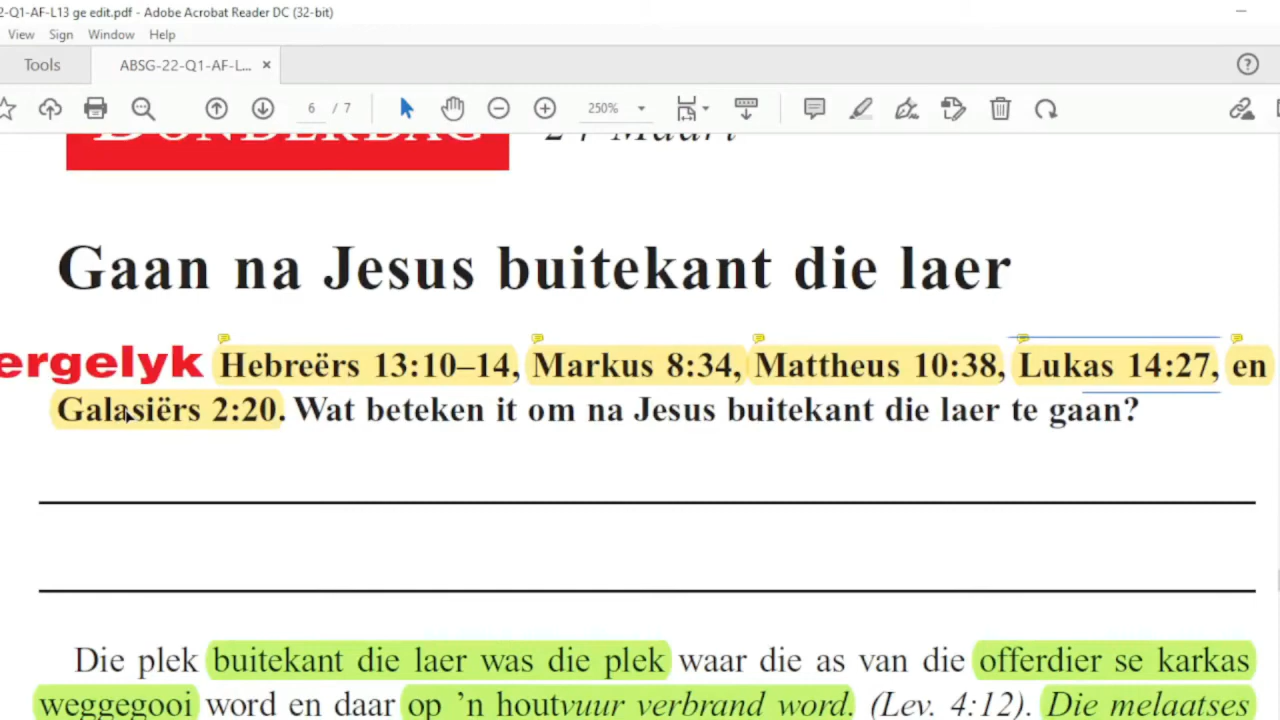 2-Q1-AF-L13 ge edit.pdf - Adobe Acrobat Reader DC (32-bit)
View Sign Window Help
Tools ABSG-22-Q1-AF-L... ×
6 / 7 250%
DONDERDAG 24 Maart
Gaan na Jesus buitekant die laer
ergelyk Hebreërs 13:10–14, Markus 8:34, Mattheus 10:38, Lukas 14:27, en
Galasiërs 2:20. Wat beteken it om na Jesus buitekant die laer te gaan?
Die plek buitekant die laer was die plek waar die as van die offerdier se karkas
weggegooi word en daar op ’n houtvuur verbrand word. (Lev. 4:12). Die melaatses